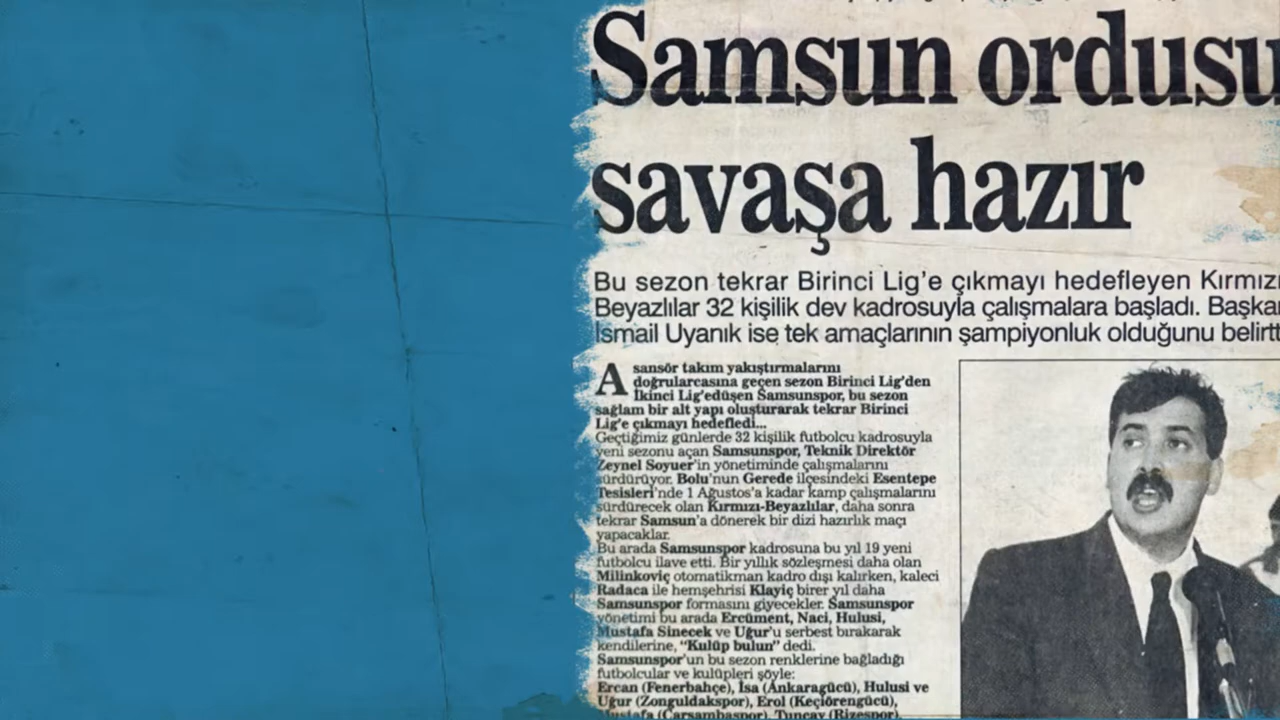 Samsun ordusu
savaşa hazır
Bu sezon tekrar Birinci Lig'e çıkmayı hedefleyen Kırmızı
Beyazlılar 32 kişilik dev kadrosuyla çalışmalara başladı. Başkan
İsmail Uyanık ise tek amaçlarının şampiyonluk olduğunu belirtt
Asansör takım yakıştırmalarını
doğrularcasına geçen sezon Birinci Lig'den
İkinci Lig'edüşen Samsunspor, bu sezon
sağlam bir alt yapı oluşturarak tekrar Birinci
Lig'e çıkmayı hedefledi...
Geçtiğimiz günlerde 32 kişilik futbolcu kadrosuyla
yeni sezonu açan Samsunspor, Teknik Direktör
Zeynel Soyuer'in yönetiminde çalışmalarını
sürdürüyor. Bolu'nun Gerede ilçesindeki Esentepe
Tesisleri'nde 1 Ağustos'a kadar kamp çalışmalarını
sürdürecek olan Kırmızı-Beyazlılar, daha sonra
tekrar Samsun'a dönerek bir dizi hazırlık maçı
yapacaklar.
Bu arada Samsunspor kadrosuna bu yıl 19 yeni
futbolcu ilave etti. Bir yıllık sözleşmesi daha olan
Milinkoviç otomatikman kadro dışı kalırken, kaleci
Radaca ile hemşehrisi Klayiç birer yıl daha
Samsunspor formasını giyecekler. Samsunspor
yönetimi bu arada Ercüment, Naci, Hulusi,
Mustafa Sinecek ve Uğur'u serbest bırakarak
kendilerine, "Kulüp bulun" dedi.
Samsunspor'un bu sezon renklerine bağladığı
futbolcular ve kulüpleri şöyle:
Ercan (Fenerbahçe), İsa (Ankaragücü), Hulusi ve
Uğur (Zonguldakspor), Erol (Keçiörengücü),
Mustafa (Çarşambaspor), Tuncay (Rizespor),